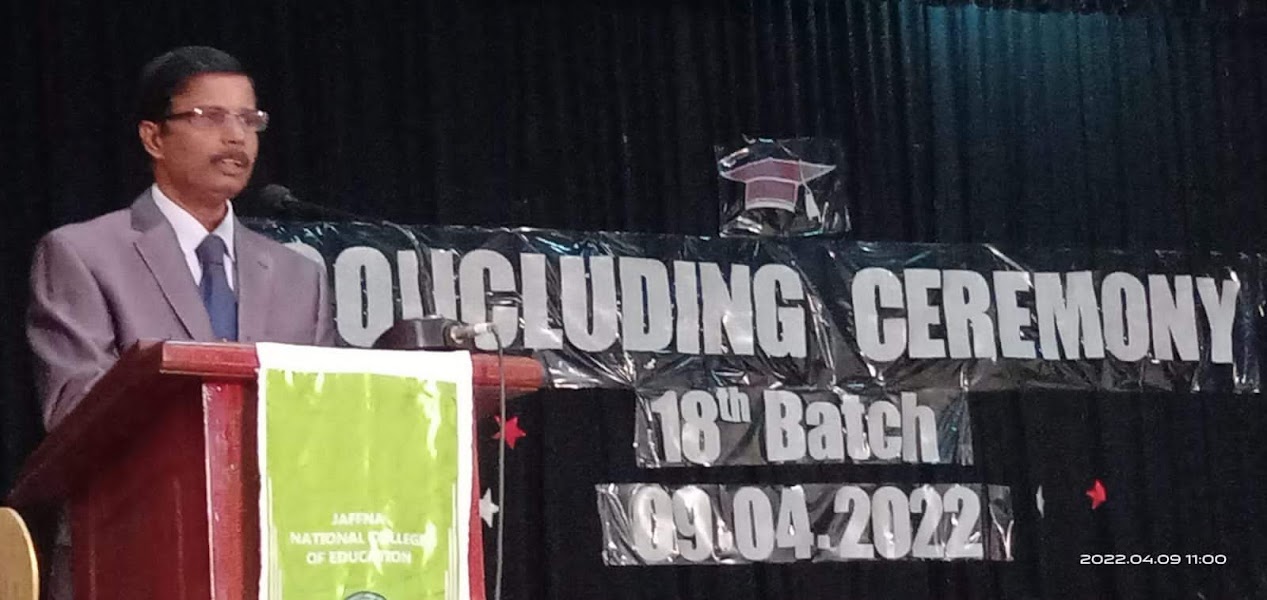 CONCLUDING CEREMONY
18th Batch
09.04.2022
JAFFNA
NATIONAL COLLEGE
OF EDUCATION
2022.04.09 11:00